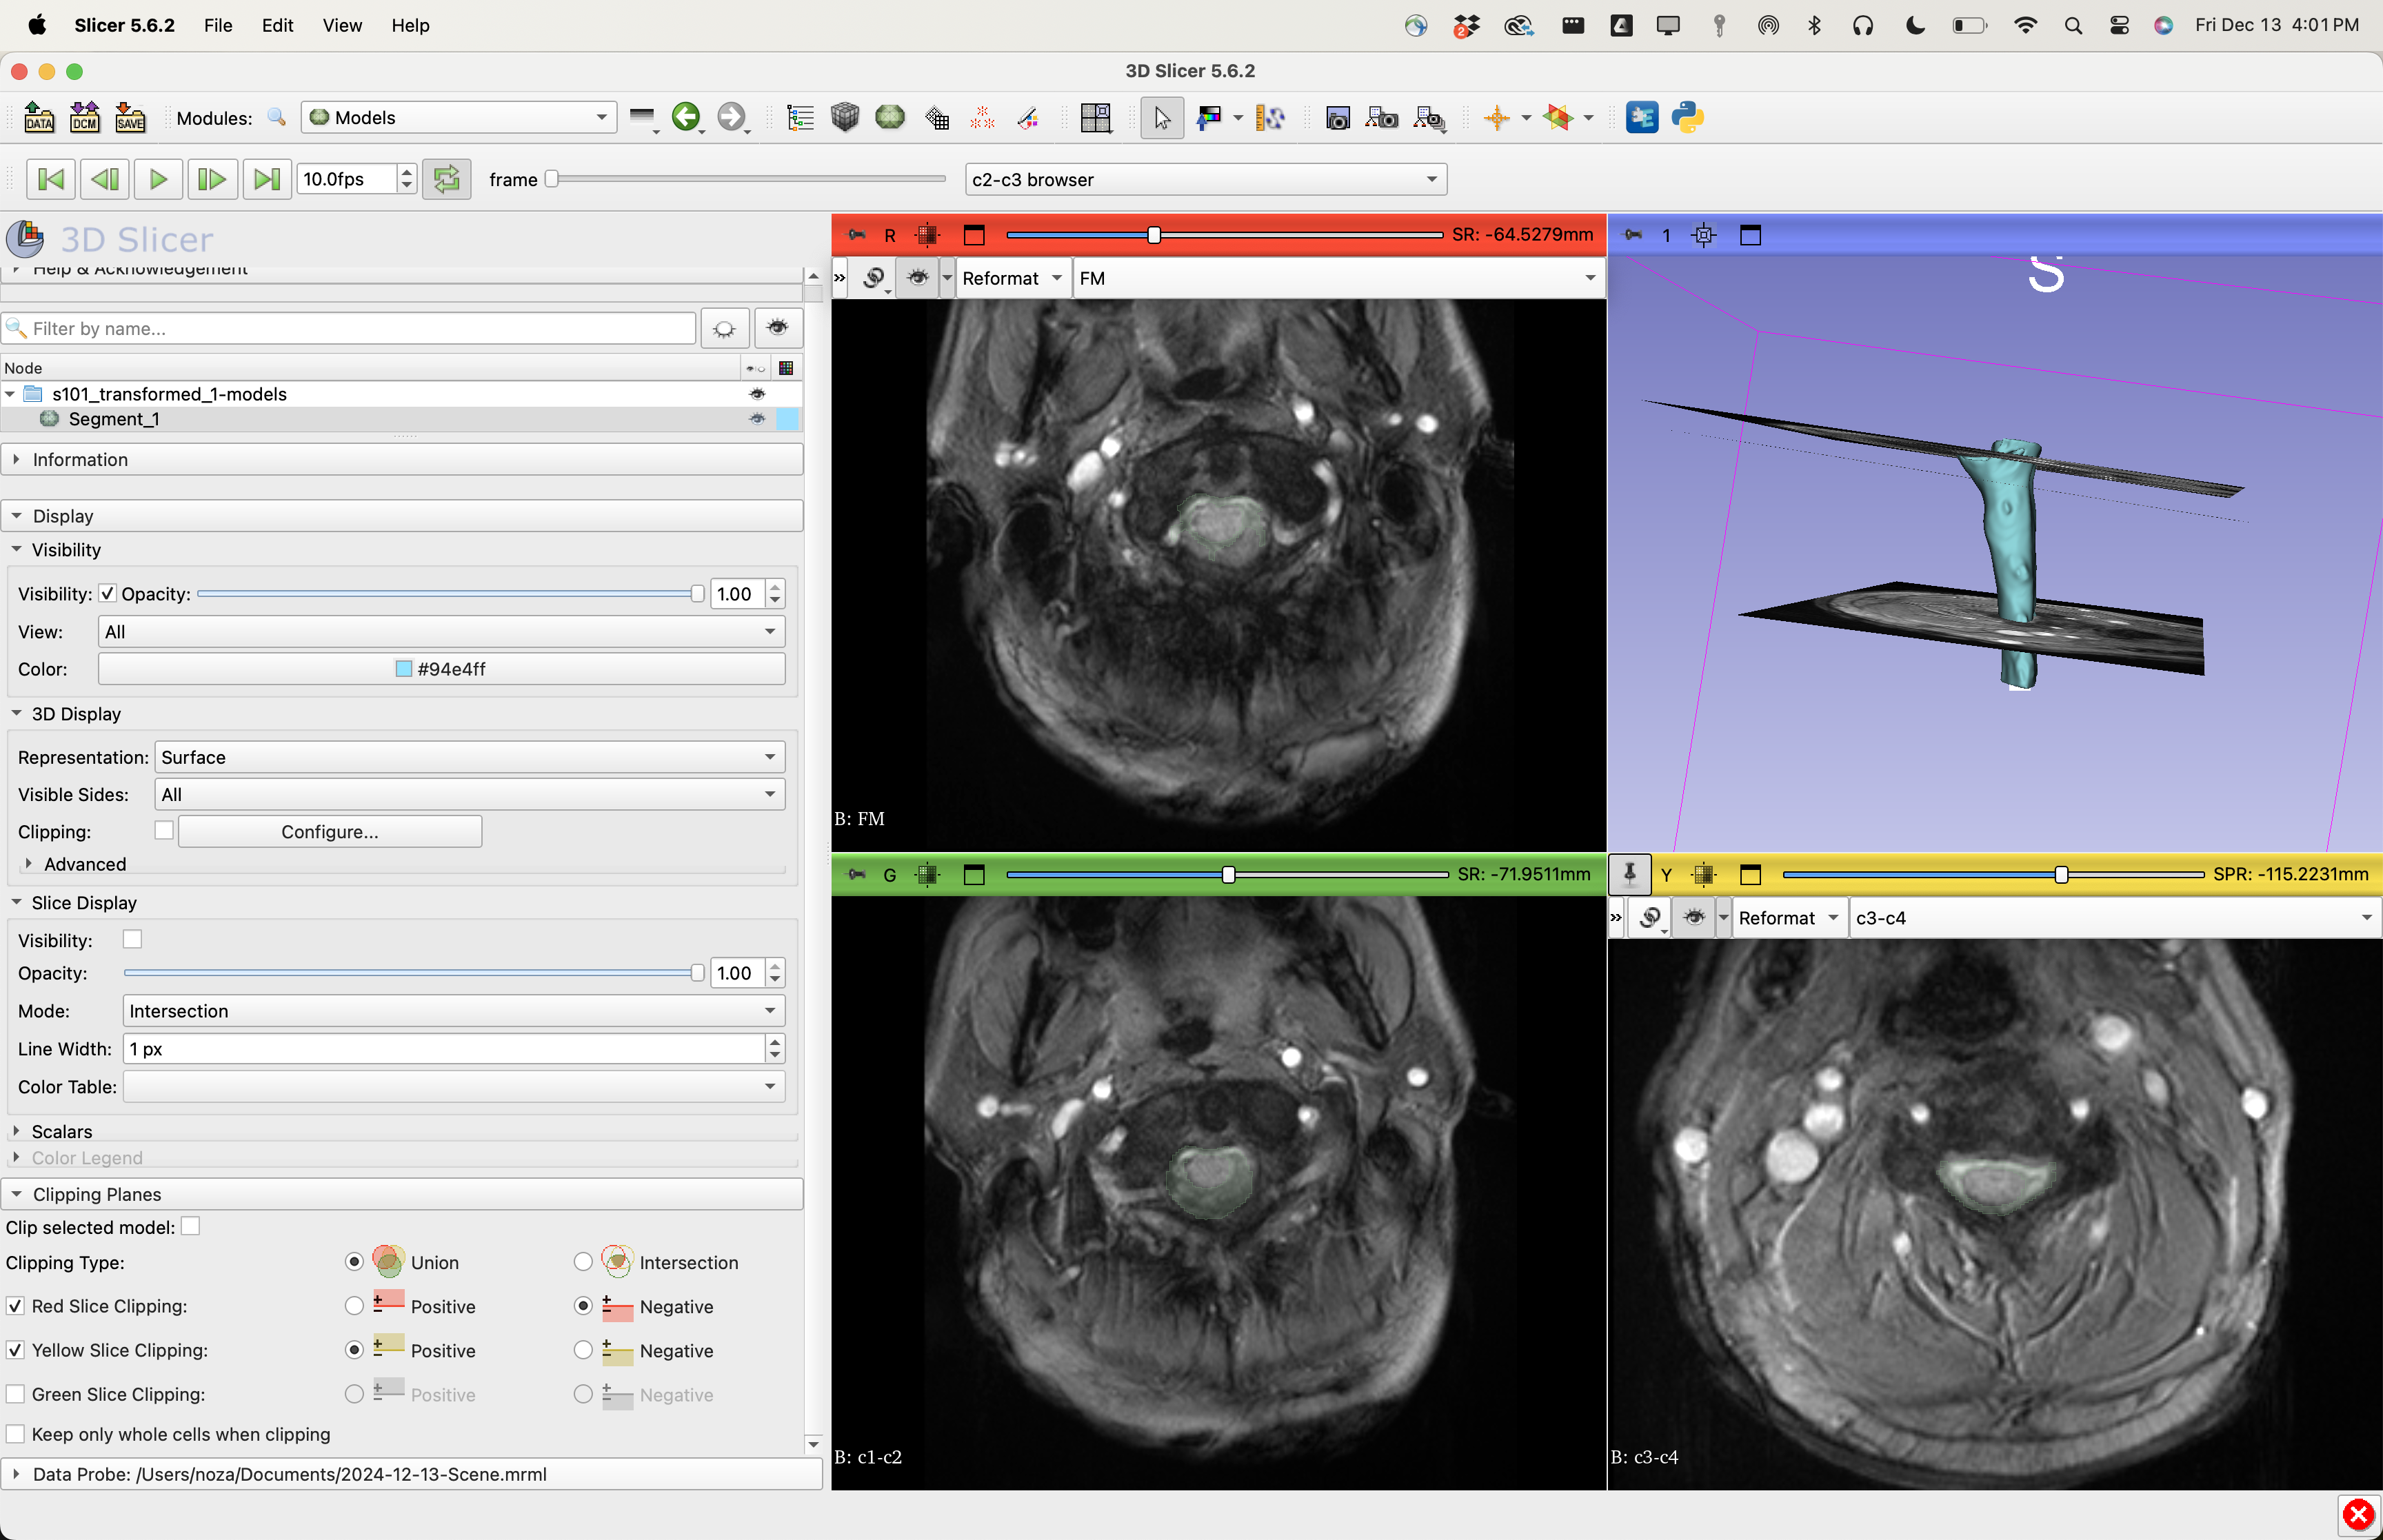 Slicer 5.6.2 File Edit View Help
2 Fri Dec 13 4:01 PM
3D Slicer 5.6.2
DATA DCM SAVE Modules: Models
10.0fps frame c2-c3 browser
3D Slicer
Help & Acknowledgement
Filter by name...
Node
s101_transformed_1-models
Segment_1
Information
Display
Visibility
Visibility: Opacity: 1.00
View: All
Color: #94e4ff
3D Display
Representation: Surface
Visible Sides: All
Clipping: Configure...
Advanced
Slice Display
Visibility:
Opacity: 1.00
Mode: Intersection
Line Width: 1 px
Color Table:
Scalars
Color Legend
Clipping Planes
Clip selected model:
Clipping Type: Union Intersection
Red Slice Clipping: Positive Negative
Yellow Slice Clipping: Positive Negative
Green Slice Clipping: Positive Negative
Keep only whole cells when clipping
Data Probe: /Users/noza/Documents/2024-12-13-Scene.mrml
R SR: -64.5279mm
Reformat FM
B: FM
1
S
G SR: -71.9511mm
B: c1-c2
Y SPR: -115.2231mm
Reformat c3-c4
B: c3-c4